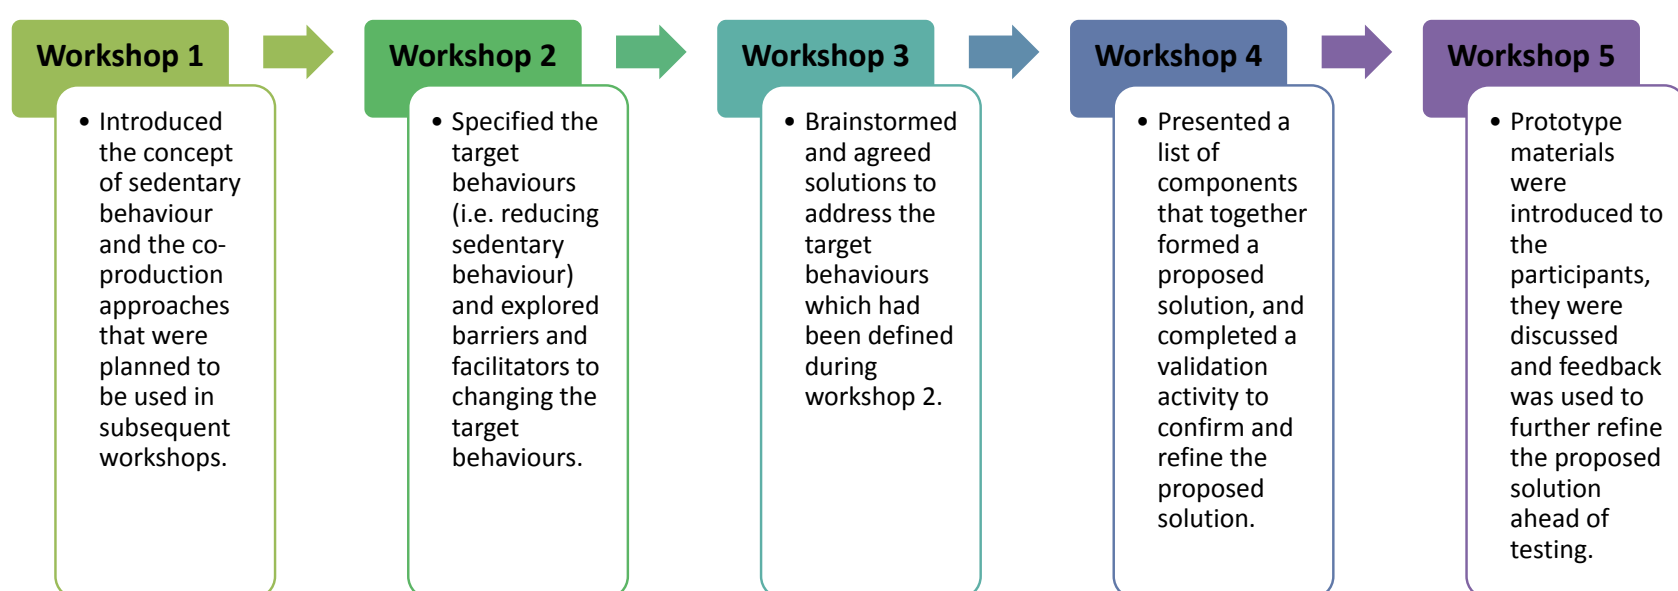 Workshop 1
• Introduced
the concept
of sedentary
behaviour
and the co-
production
approaches
that were
planned to
be used in
subsequent
workshops.
Workshop 2
• Specified the
target
behaviours
(i.e. reducing
sedentary
behaviour)
and explored
barriers and
facilitators to
changing the
target
behaviours.
Workshop 3
• Brainstormed
and agreed
solutions to
address the
target
behaviours
which had
been defined
during
workshop 2.
Workshop 4
• Presented a
list of
components
that together
formed a
proposed
solution, and
completed a
validation
activity to
confirm and
refine the
proposed
solution.
Workshop 5
• Prototype
materials
were
introduced to
the
participants,
they were
discussed
and feedback
was used to
further refine
the proposed
solution
ahead of
testing.